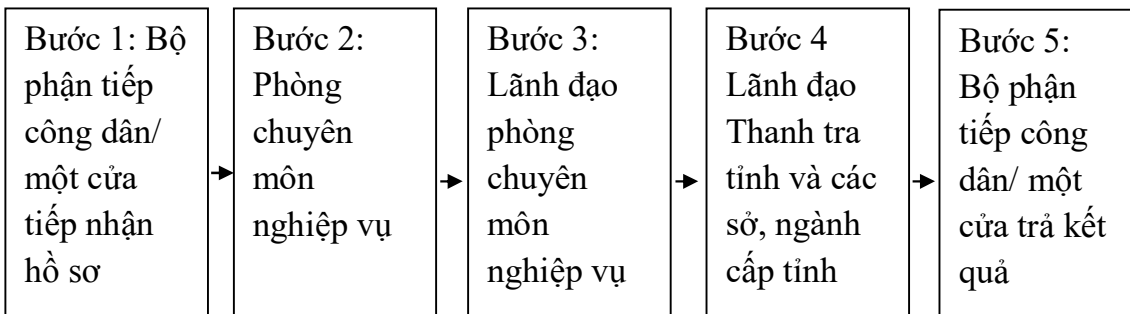 Bước 1: Bộ
phận tiếp
công dân/
một cửa
tiếp nhận
hồ sơ
Bước 2:
Phòng
chuyên
môn
nghiệp vụ
Bước 3:
Lãnh đạo
phòng
chuyên
môn
nghiệp vụ
Bước 4
Lãnh đạo
Thanh tra
tỉnh và các
sở, ngành
cấp tỉnh
Bước 5:
Bộ phận
tiếp công
dân/ một
cửa trả kết
quả